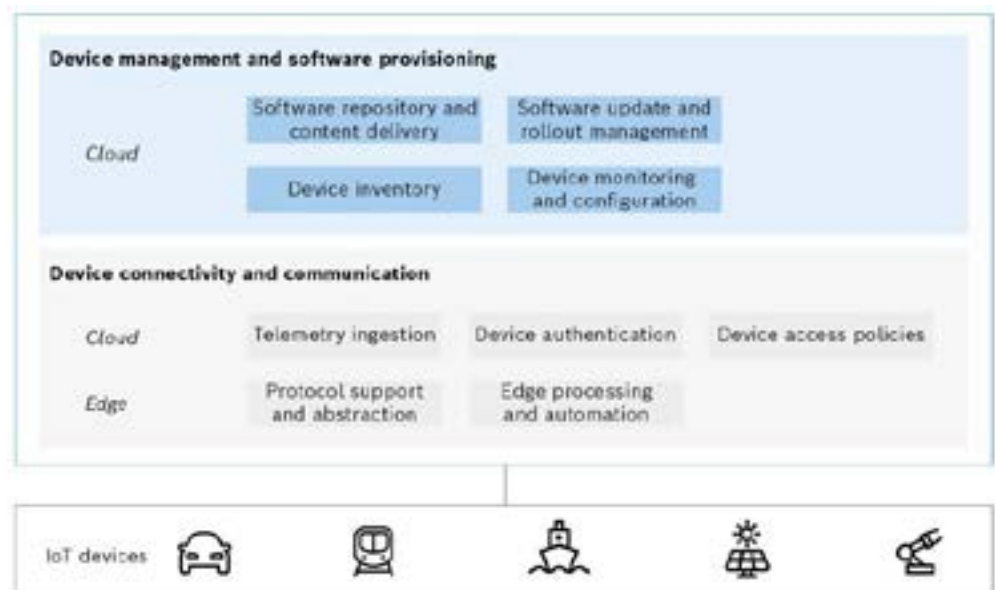 Device management and software provisioning
Cloud
Software repository and
content delivery
Software update and
rollout management
Device inventory
Device monitoring
and configuration
Device connectivity and communication
Cloud
Telemetry ingestion
Device authentication
Device access policies
Edge
Protocol support
and abstraction
Edge processing
and automation
IoT devices